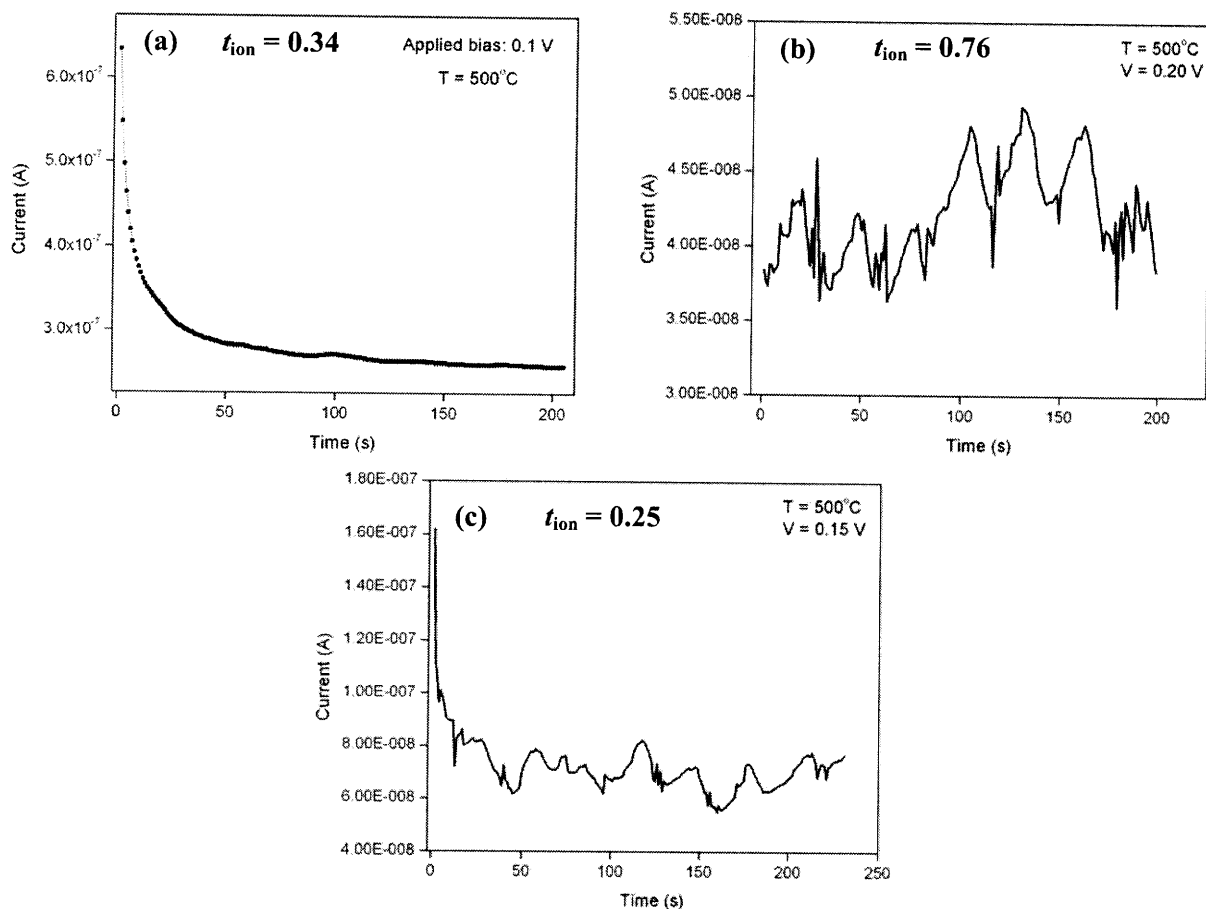 (a) t_ion = 0.34 Applied bias: 0.1 V
T = 500°C
6.0x10⁻⁷
5.0x10⁻⁷
4.0x10⁻⁷
3.0x10⁻⁷
Current (A)
0 50 100 150 200
Time (s)
5.50E-008
(b) t_ion = 0.76 T = 500°C
V = 0.20 V
5.00E-008
4.50E-008
4.00E-008
3.50E-008
3.00E-008
Current (A)
0 50 100 150 200
Time (s)
1.80E-007
(c) t_ion = 0.25 T = 500°C
V = 0.15 V
1.60E-007
1.40E-007
1.20E-007
1.00E-007
8.00E-008
6.00E-008
4.00E-008
Current (A)
0 50 100 150 200 250
Time (s)